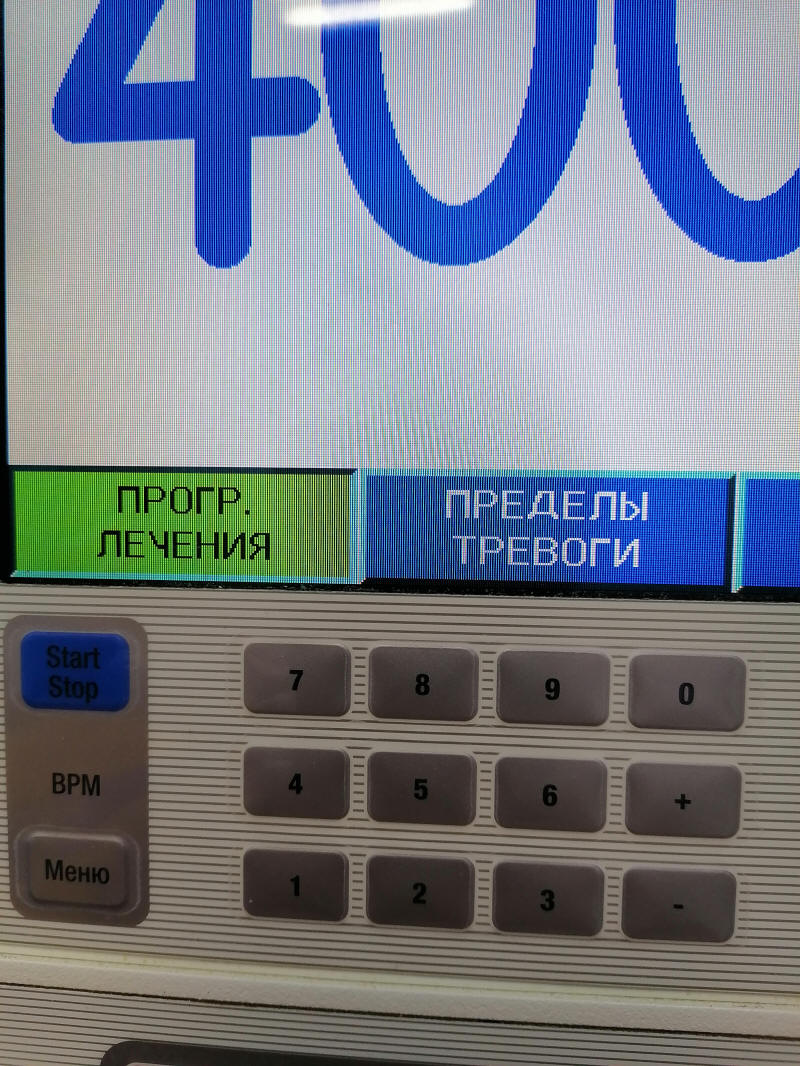 400
ПРОГР.
ЛЕЧЕНИЯ
ПРЕДЕЛЫ
ТРЕВОГИ
Start
Stop
7 8 9 0
BPM
4 5 6 +
Меню
1 2 3 -